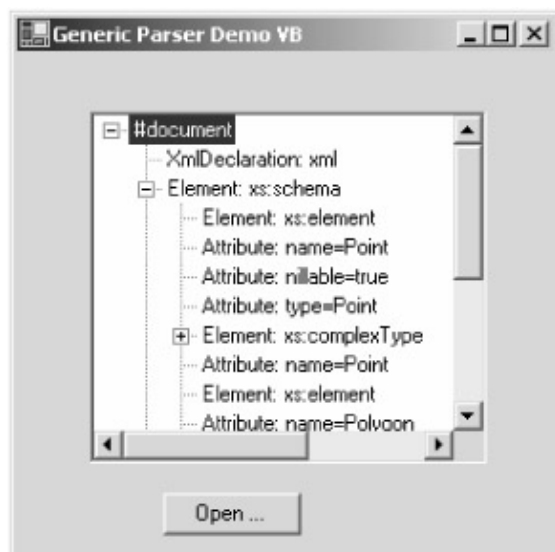 Generic Parser Demo VB
#document
XmlDeclaration: xml
Element: xs:schema
Element: xs:element
Attribute: name=Point
Attribute: nillable=true
Attribute: type=Point
Element: xs:complexType
Attribute: name=Point
Element: xs:element
Attribute: name=Polygon
Open ...